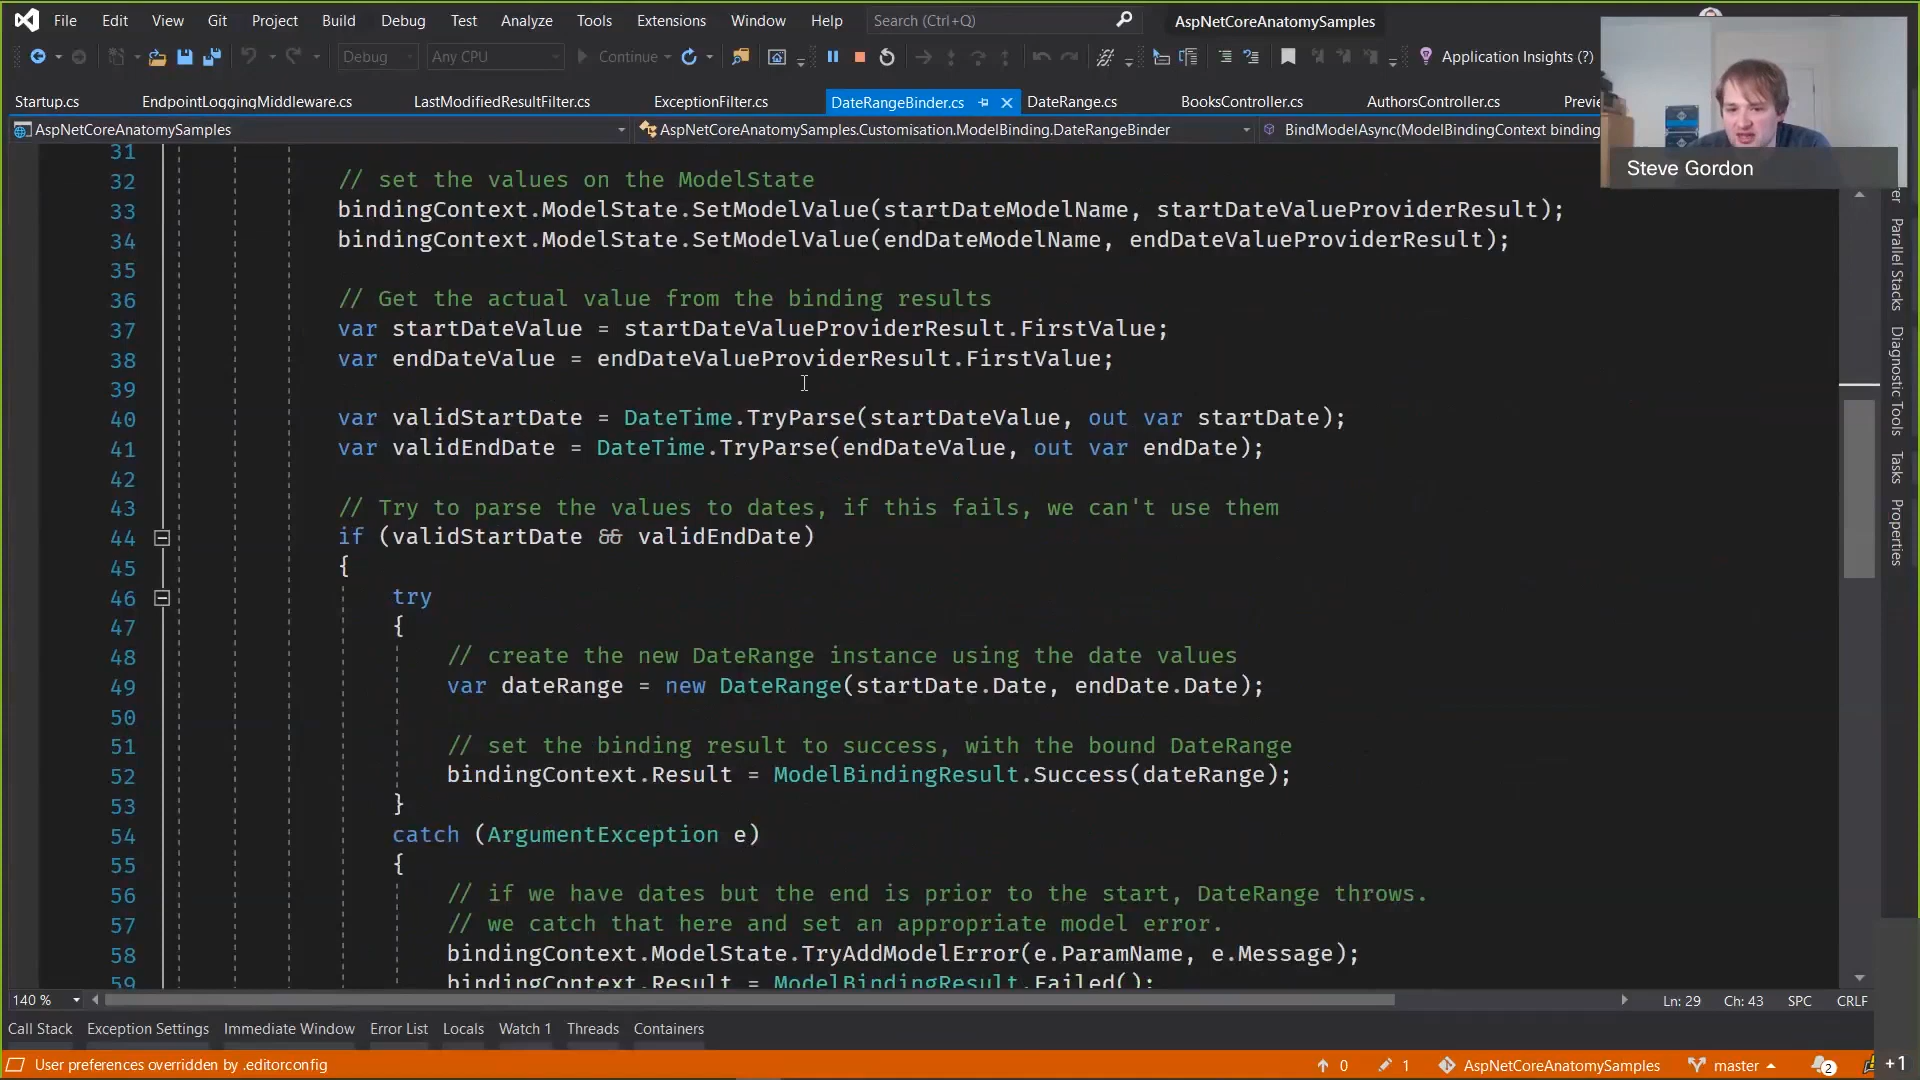 File Edit View Git Project Build Debug Test Analyze Tools Extensions Window Help Search (Ctrl+Q) AspNetCoreAnatomySamples
Debug Any CPU Continue Application Insights (?)
Startup.cs EndpointLoggingMiddleware.cs LastModifiedResultFilter.cs ExceptionFilter.cs DateRangeBinder.cs DateRange.cs BooksController.cs AuthorsController.cs Previe
AspNetCoreAnatomySamples AspNetCoreAnatomySamples.Customisation.ModelBinding.DateRangeBinder BindModelAsync(ModelBindingContext binding
Steve Gordon
31
32 // set the values on the ModelState
33 bindingContext.ModelState.SetModelValue(startDateModelName, startDateValueProviderResult);
34 bindingContext.ModelState.SetModelValue(endDateModelName, endDateValueProviderResult);
35
36 // Get the actual value from the binding results
37 var startDateValue = startDateValueProviderResult.FirstValue;
38 var endDateValue = endDateValueProviderResult.FirstValue;
39
40 var validStartDate = DateTime.TryParse(startDateValue, out var startDate);
41 var validEndDate = DateTime.TryParse(endDateValue, out var endDate);
42
43 // Try to parse the values to dates, if this fails, we can't use them
44 if (validStartDate && validEndDate)
45 {
46 try
47 {
48 // create the new DateRange instance using the date values
49 var dateRange = new DateRange(startDate.Date, endDate.Date);
50
51 // set the binding result to success, with the bound DateRange
52 bindingContext.Result = ModelBindingResult.Success(dateRange);
53 }
54 catch (ArgumentException e)
55 {
56 // if we have dates but the end is prior to the start, DateRange throws.
57 // we catch that here and set an appropriate model error.
58 bindingContext.ModelState.TryAddModelError(e.ParamName, e.Message);
59 bindingContext.Result = ModelBindingResult.Failed();
Parallel Stacks
Diagnostic Tools
Tasks
Properties
140 % Ln: 29 Ch: 43 SPC CRLF
Call Stack Exception Settings Immediate Window Error List Locals Watch 1 Threads Containers
User preferences overridden by .editorconfig 0 1 AspNetCoreAnatomySamples master 2 +1